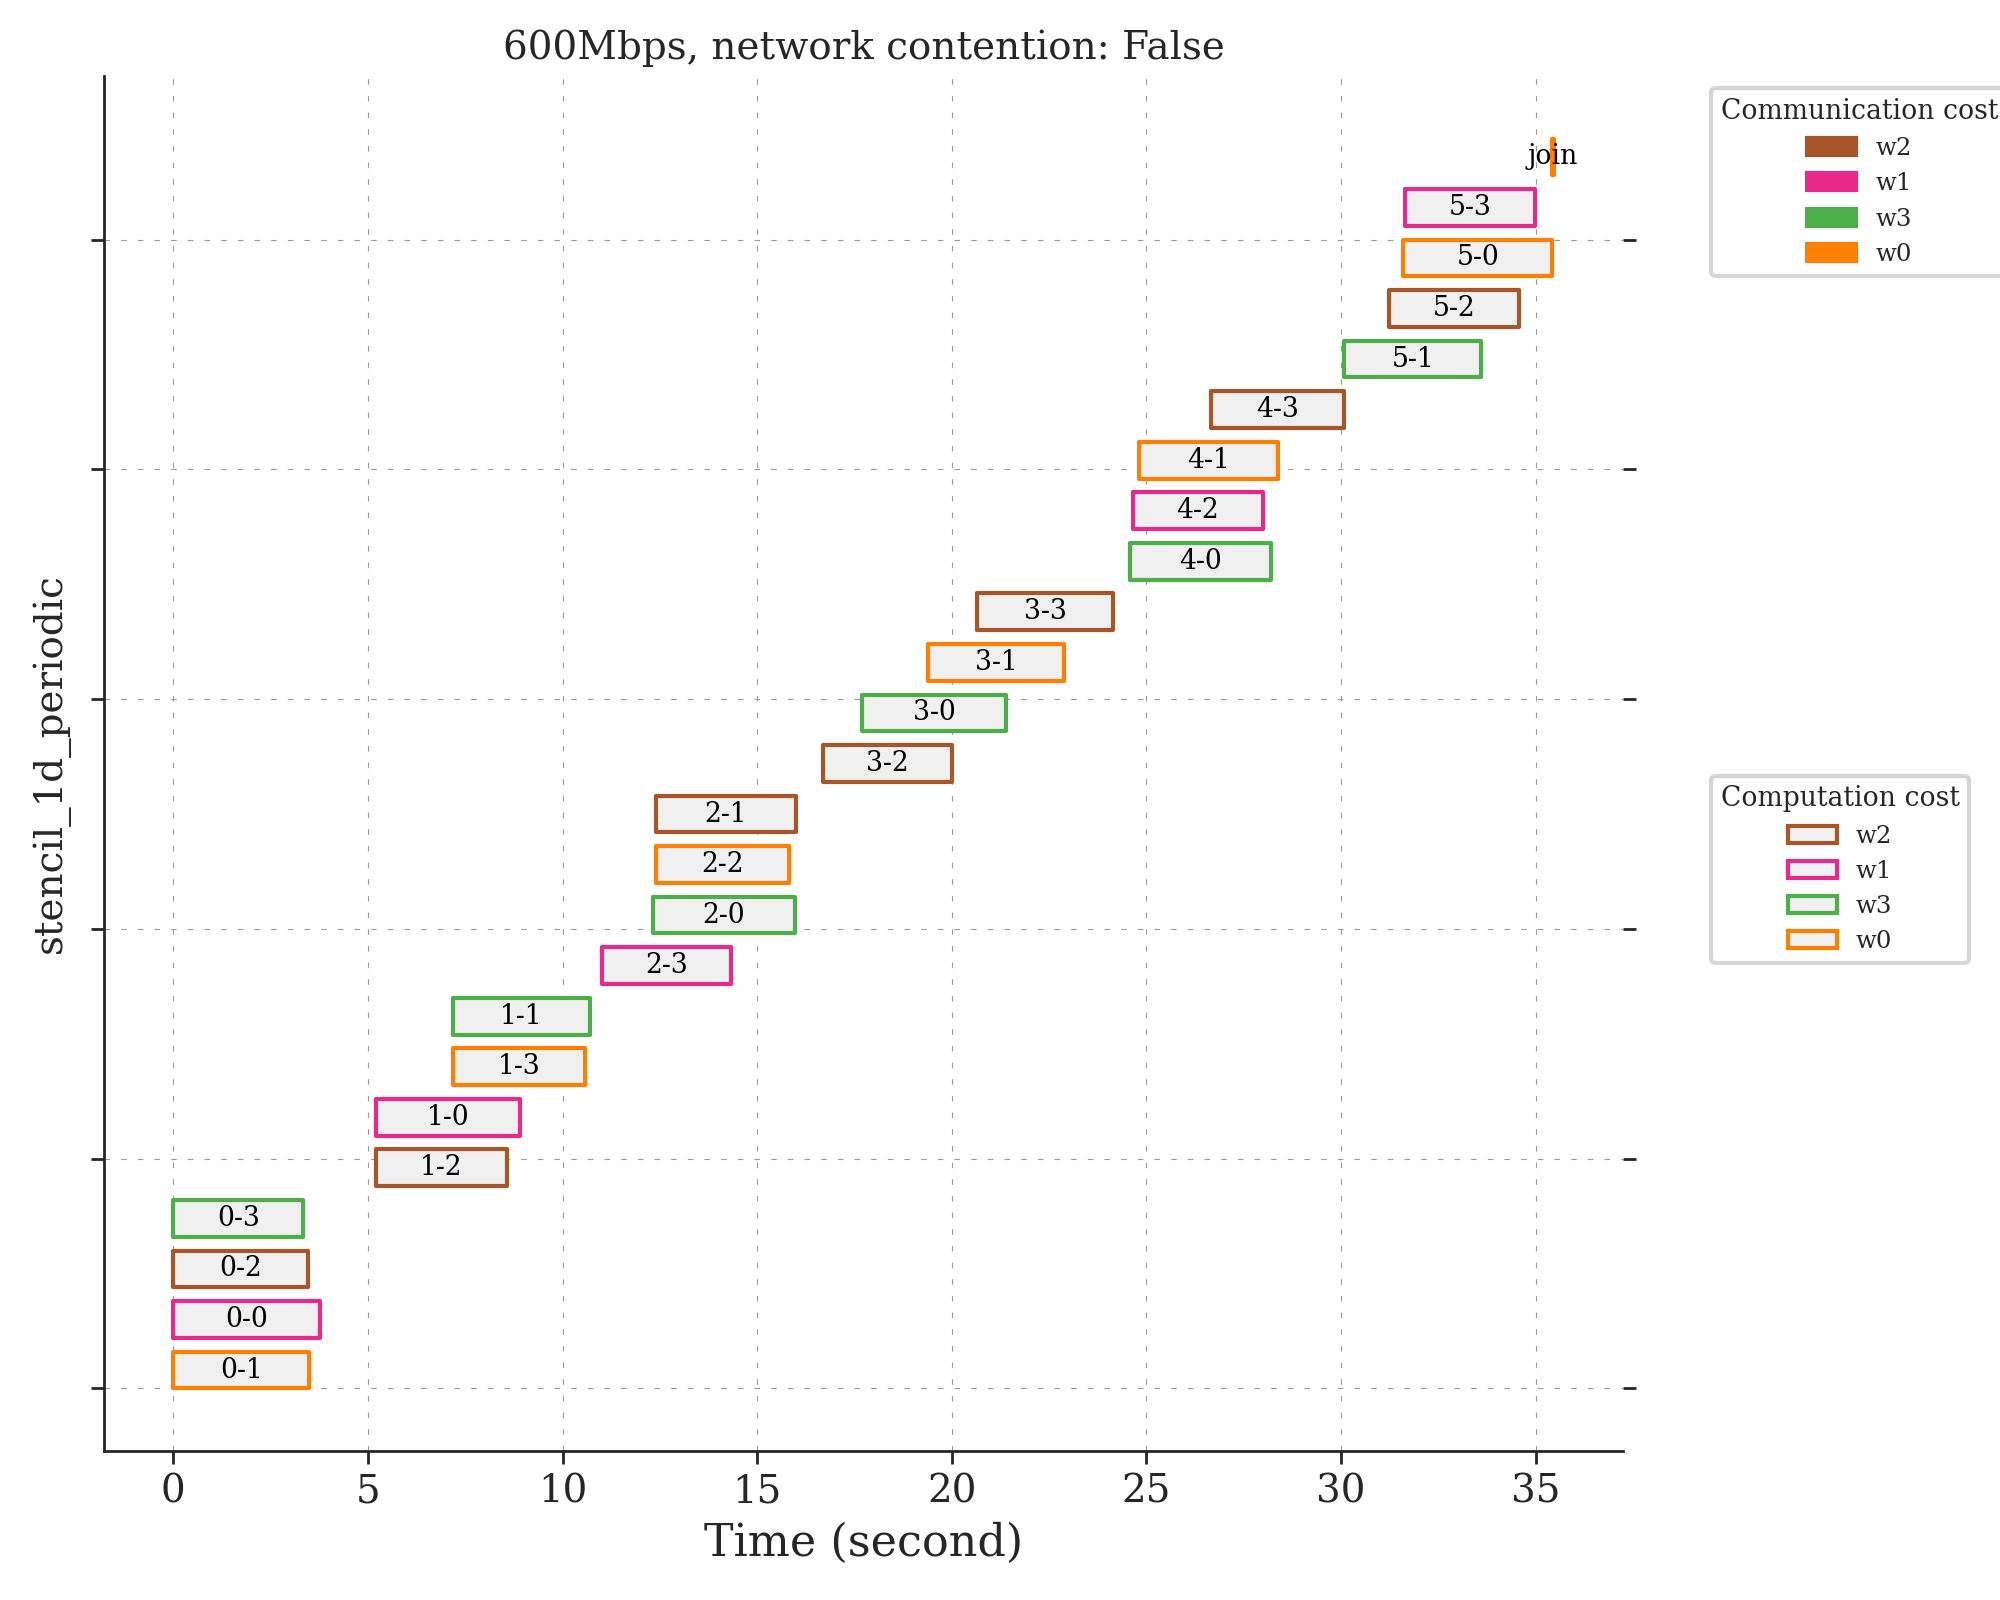 600Mbps, network contention: False
Communication cost
w2
w1
w3
w0
join
5-3
5-0
5-2
5-1
4-3
4-1
4-2
4-0
3-3
3-1
3-0
3-2
2-1
2-2
2-0
2-3
1-1
1-3
1-0
1-2
0-3
0-2
0-0
0-1
stencil_1d_periodic
Computation cost
w2
w1
w3
w0
0 5 10 15 20 25 30 35
Time (second)